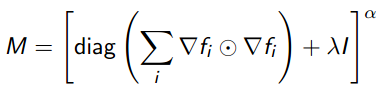 M = [diag (∑_i ∇f_i ⊙ ∇f_i) + λI]^α